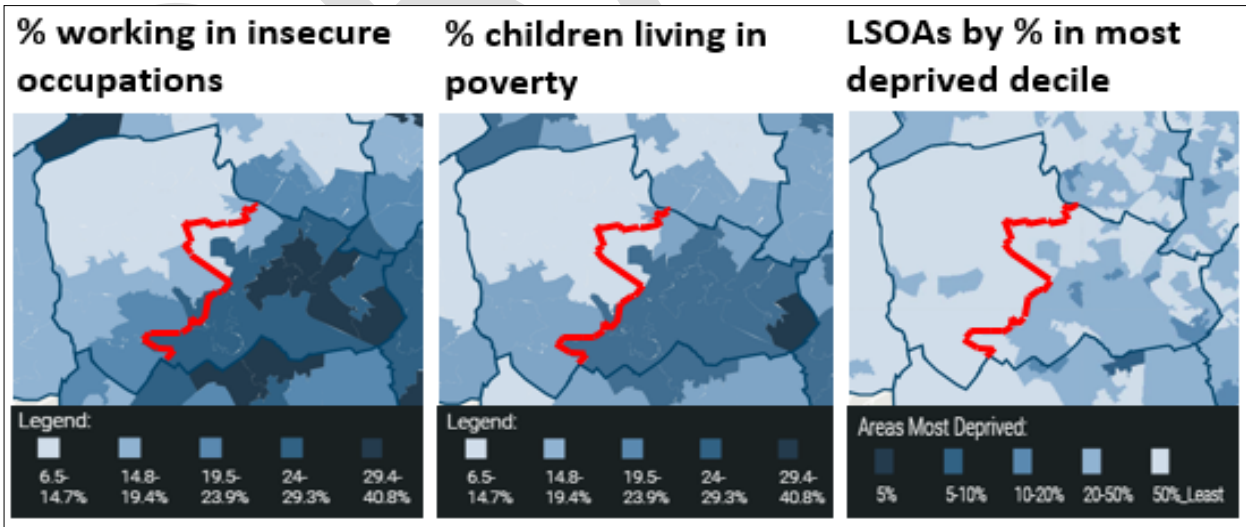 % working in insecure
occupations
% children living in
poverty
LSOAs by % in most
deprived decile
Legend:
6.5-
14.7%
14.8-
19.4%
19.5-
23.9%
24-
29.3%
29.4-
40.8%
Legend:
6.5-
14.7%
14.8-
19.4%
19.5-
23.9%
24-
29.3%
29.4-
40.8%
Areas Most Deprived:
5%
5-10%
10-20%
20-50%
50%_Least